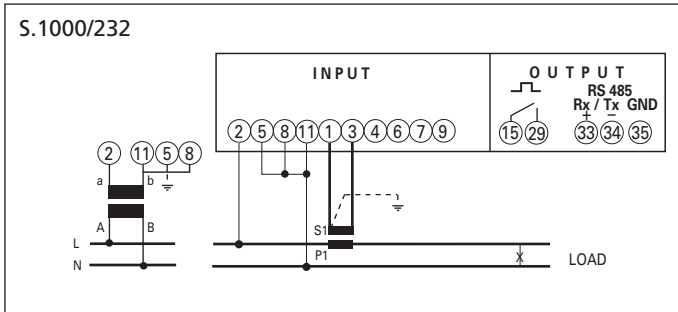 S.1000/232
INPUT
OUTPUT
RS 485
Rx / Tx GND
+ −
2 5 8 11 1 3 4 6 7 9
15 29 33 34 35
2 11 5 8
a b
A B
S1
P1
L
N
X
LOAD